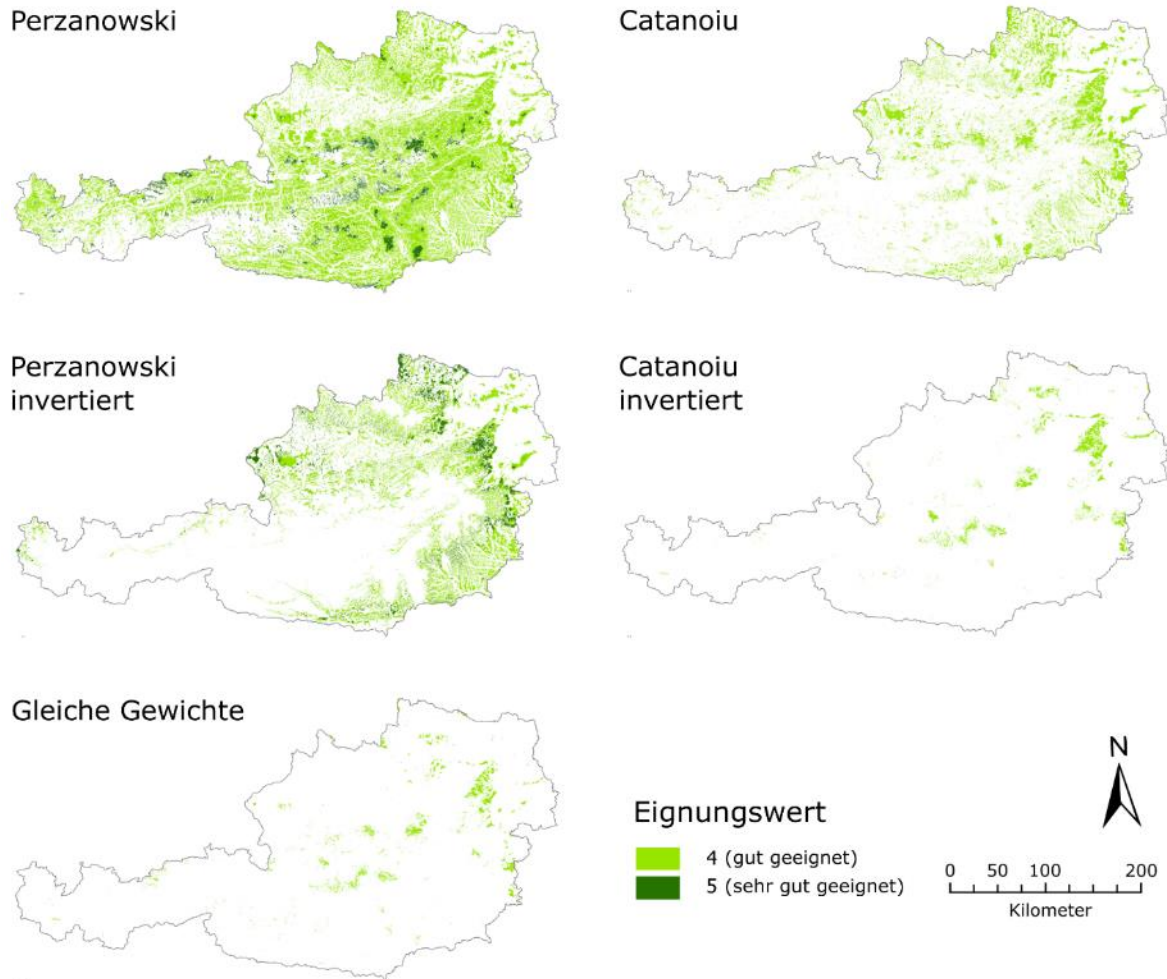 Perzanowski
Catanoiu
Perzanowski
invertiert
Catanoiu
invertiert
Gleiche Gewichte
Eignungswert
4 (gut geeignet)
5 (sehr gut geeignet)
N
0 50 100 200
Kilometer